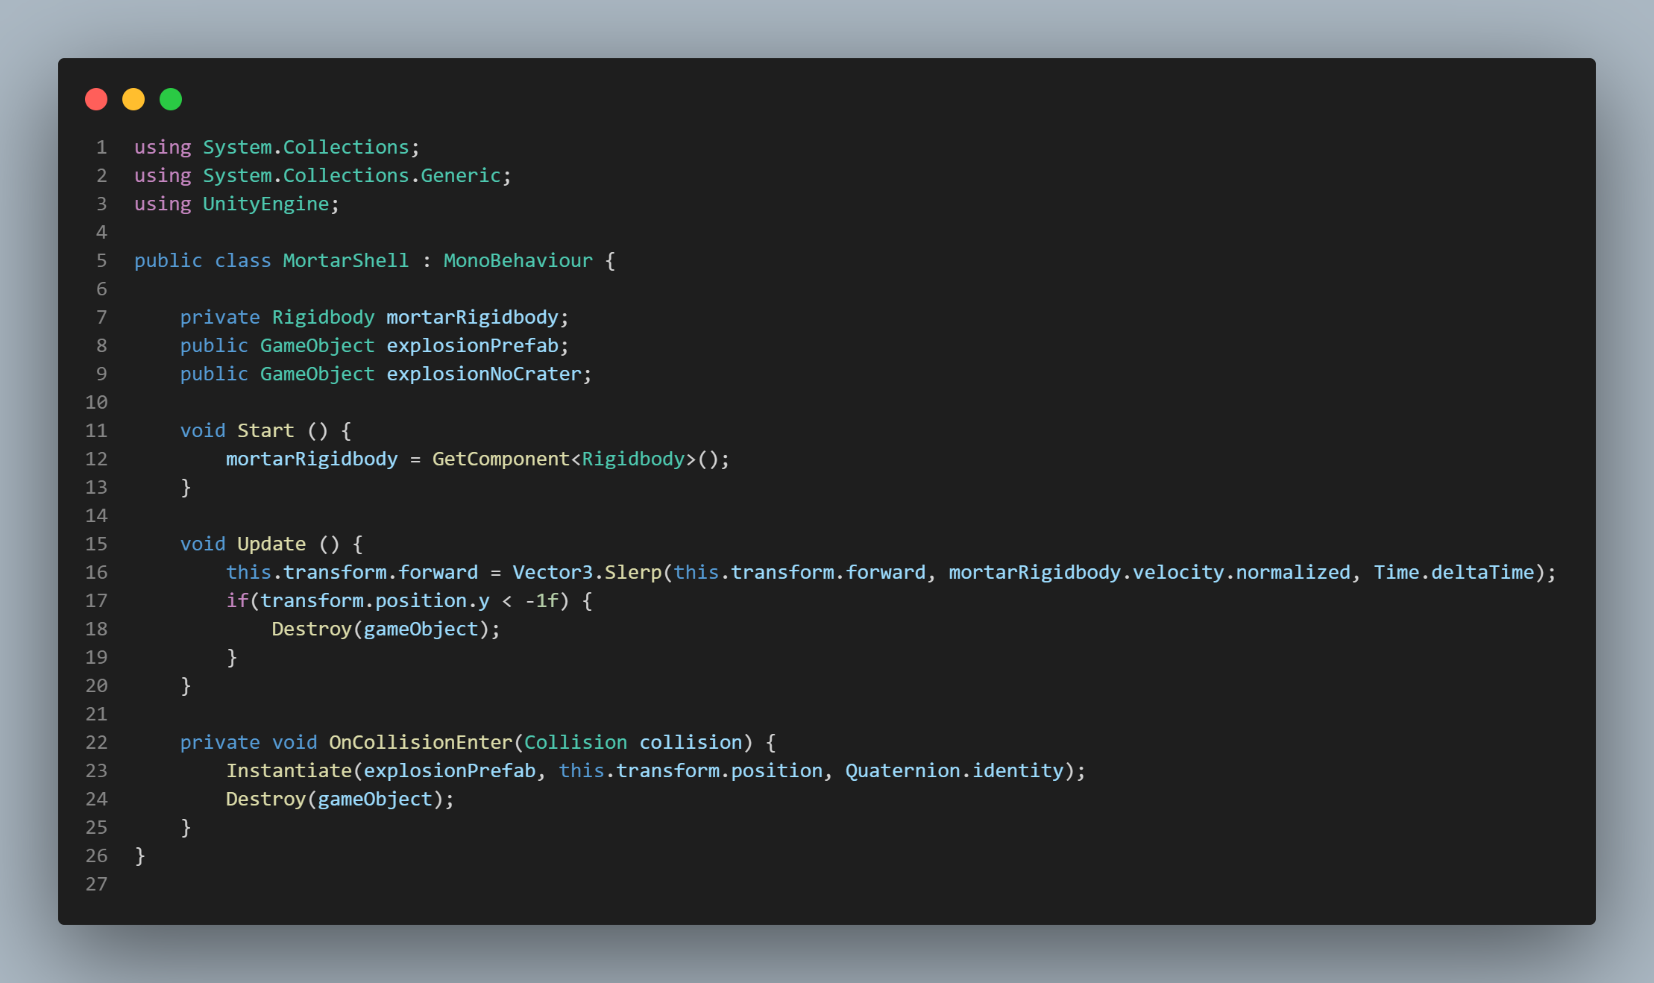 1 using System.Collections;
2 using System.Collections.Generic;
3 using UnityEngine;
4
5 public class MortarShell : MonoBehaviour {
6
7     private Rigidbody mortarRigidbody;
8     public GameObject explosionPrefab;
9     public GameObject explosionNoCrater;
10
11     void Start () {
12         mortarRigidbody = GetComponent<Rigidbody>();
13     }
14
15     void Update () {
16         this.transform.forward = Vector3.Slerp(this.transform.forward, mortarRigidbody.velocity.normalized, Time.deltaTime);
17         if(transform.position.y < -1f) {
18             Destroy(gameObject);
19         }
20     }
21
22     private void OnCollisionEnter(Collision collision) {
23         Instantiate(explosionPrefab, this.transform.position, Quaternion.identity);
24         Destroy(gameObject);
25     }
26 }
27